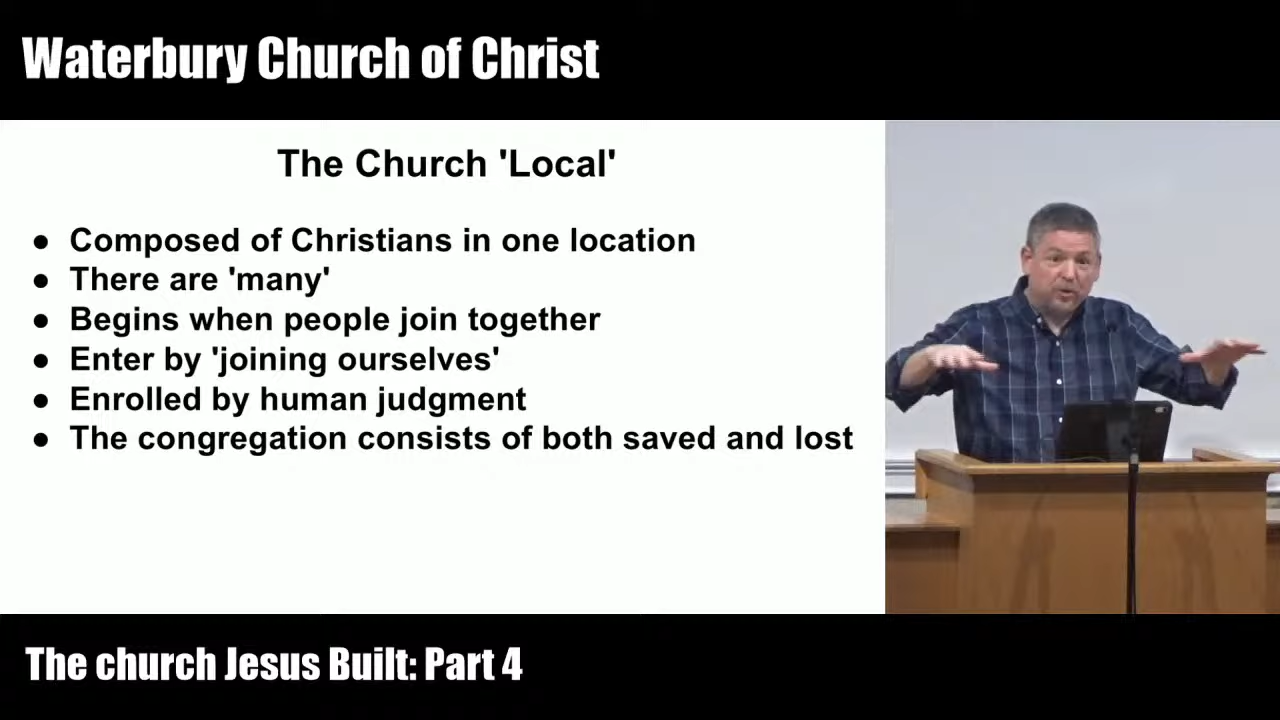 Waterbury Church of Christ
The Church 'Local'
● Composed of Christians in one location
● There are 'many'
● Begins when people join together
● Enter by 'joining ourselves'
● Enrolled by human judgment
● The congregation consists of both saved and lost
The church Jesus Built: Part 4